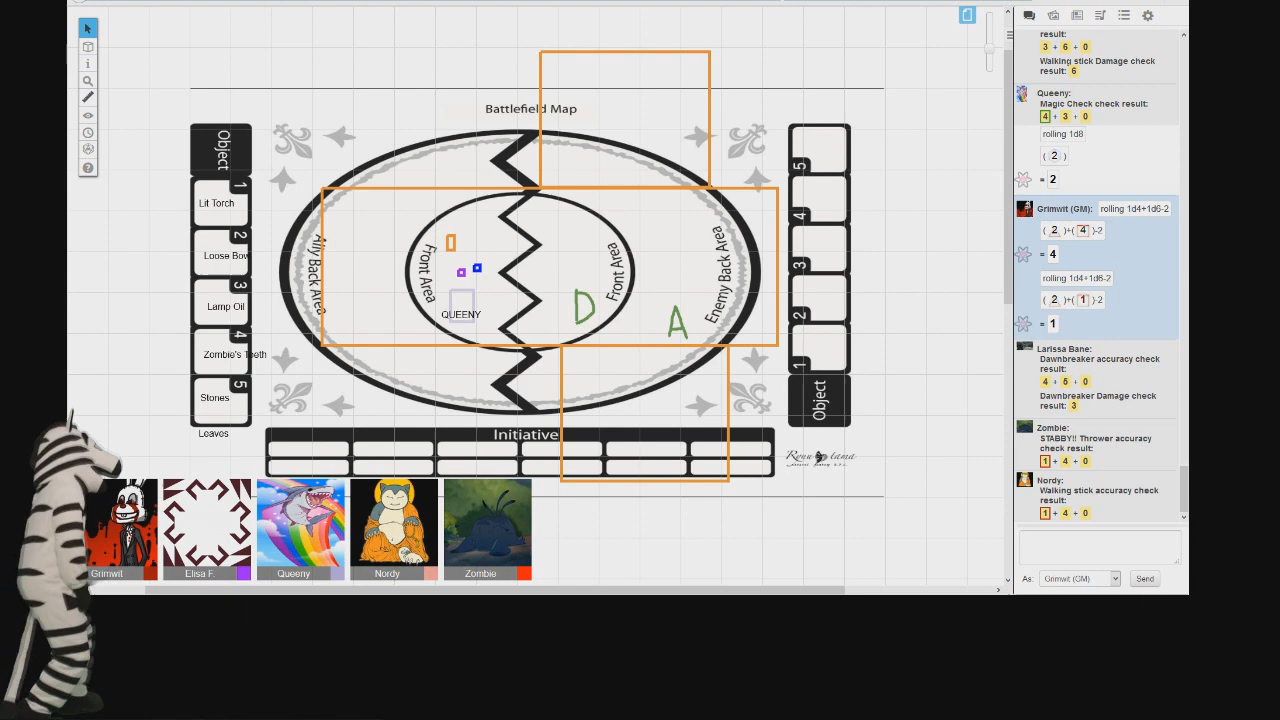 Battlefield Map
Object
1
Lit Torch
2
Loose Bow
3
Lamp Oil
4
Zombie's Teeth
5
Stones
Leaves
Ally Back Area
Front Area
QUEENY
Front Area
Enemy Back Area
D
A
5
4
3
2
1
Object
Initiative
Grimwit
Elisa F.
Queeny
Nordy
Zombie
result:
3 + 6 + 0
Walking stick Damage check
result: 6
Queeny:
Magic Check check result:
4 + 3 + 0
rolling 1d8
( 2 )
= 2
Grimwit (GM): rolling 1d4+1d6-2
( 2 )+( 4 )-2
= 4
rolling 1d4+1d6-2
( 2 )+( 1 )-2
= 1
Larissa Bane:
Dawnbreaker accuracy check
result:
4 + 5 + 0
Dawnbreaker Damage check
result: 3
Zombie:
STABBY!! Thrower accuracy
check result:
1 + 4 + 0
Nordy:
Walking stick accuracy check
result:
1 + 4 + 0
As: Grimwit (GM) Send